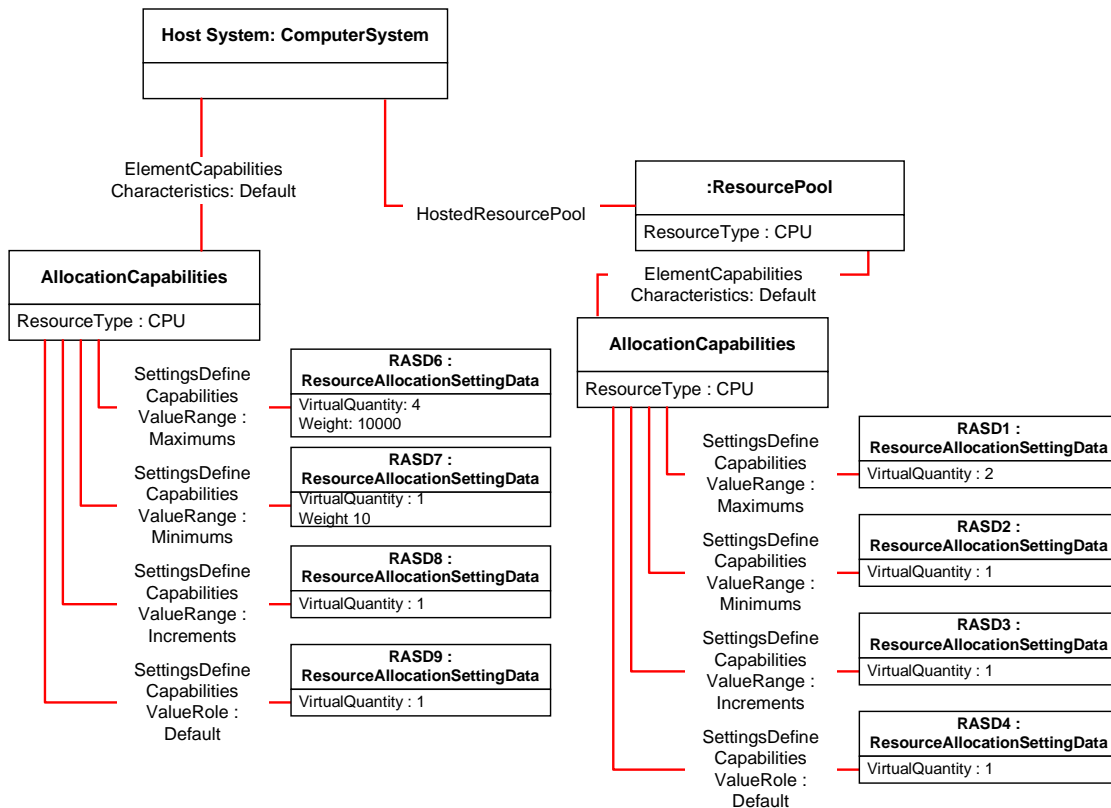 Host System: ComputerSystem
ElementCapabilities
Characteristics: Default
HostedResourcePool
:ResourcePool
ResourceType : CPU
ElementCapabilities
Characteristics: Default
AllocationCapabilities
ResourceType : CPU
SettingsDefine
Capabilities
ValueRange :
Maximums
RASD6 :
ResourceAllocationSettingData
VirtualQuantity: 4
Weight: 10000
SettingsDefine
Capabilities
ValueRange :
Minimums
RASD7 :
ResourceAllocationSettingData
VirtualQuantity : 1
Weight 10
SettingsDefine
Capabilities
ValueRange :
Increments
RASD8 :
ResourceAllocationSettingData
VirtualQuantity : 1
SettingsDefine
Capabilities
ValueRole :
Default
RASD9 :
ResourceAllocationSettingData
VirtualQuantity : 1
AllocationCapabilities
ResourceType : CPU
SettingsDefine
Capabilities
ValueRange :
Maximums
RASD1 :
ResourceAllocationSettingData
VirtualQuantity : 2
SettingsDefine
Capabilities
ValueRange :
Minimums
RASD2 :
ResourceAllocationSettingData
VirtualQuantity : 1
SettingsDefine
Capabilities
ValueRange :
Increments
RASD3 :
ResourceAllocationSettingData
VirtualQuantity : 1
SettingsDefine
Capabilities
ValueRole :
Default
RASD4 :
ResourceAllocationSettingData
VirtualQuantity : 1